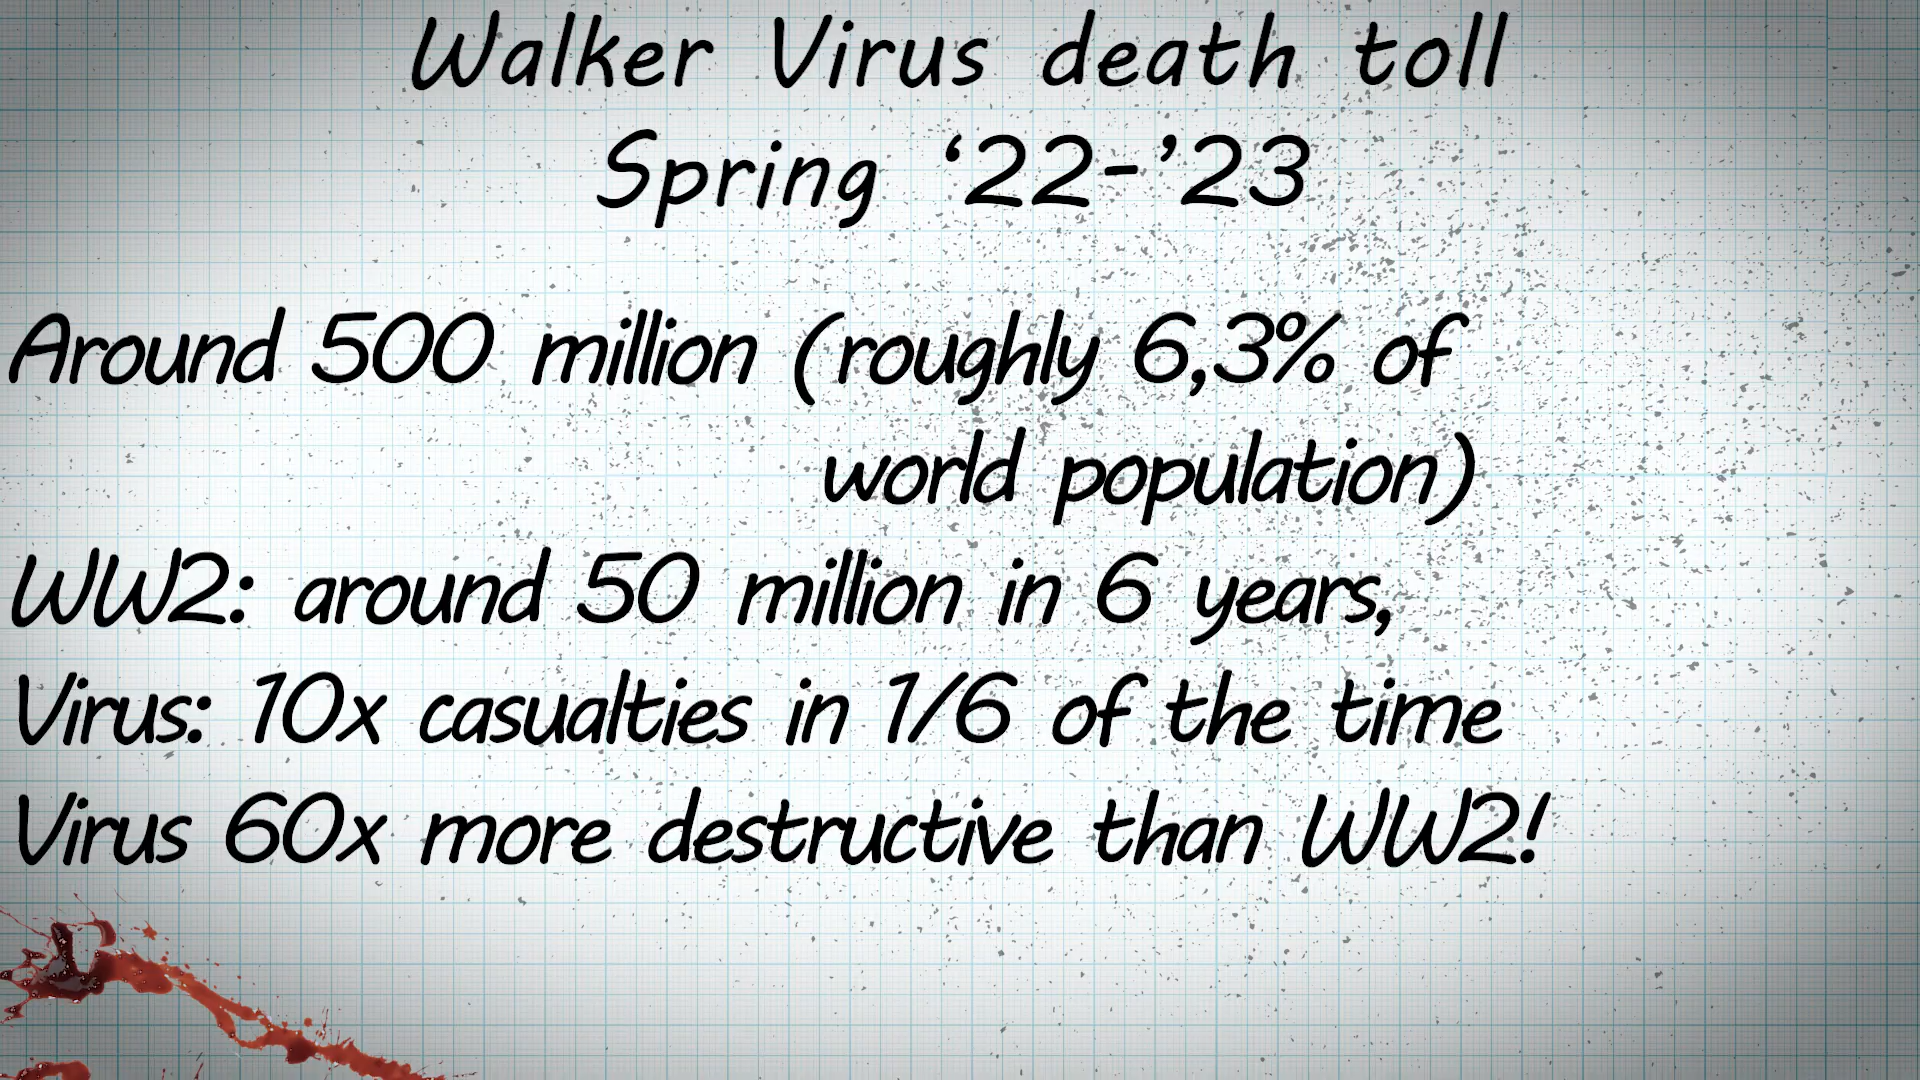 Walker Virus death toll
Spring ‘22-’23
Around 500 million (roughly 6,3% of
world population)
WW2: around 50 million in 6 years,
Virus: 10x casualties in 1/6 of the time
Virus 60x more destructive than WW2!